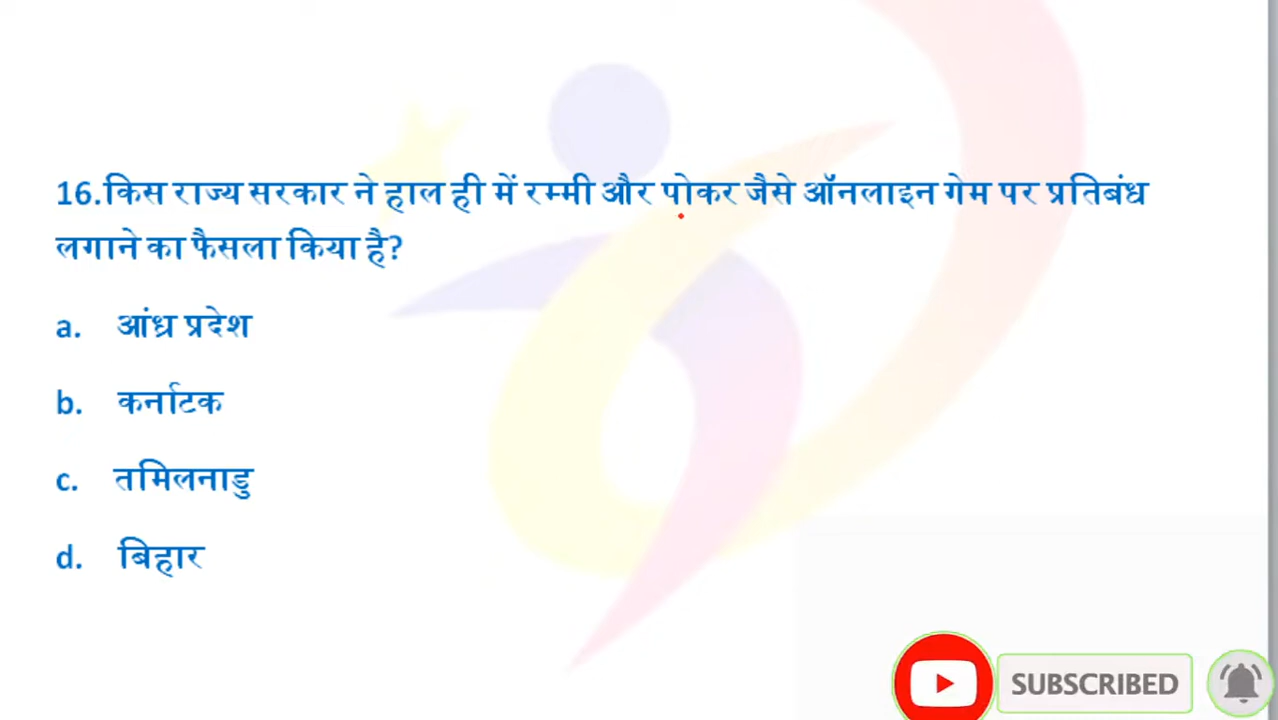 16.किस राज्य सरकार ने हाल ही में रम्मी और पोकर जैसे ऑनलाइन गेम पर प्रतिबंध
लगाने का फैसला किया है?
a. आंध्र प्रदेश
b. कर्नाटक
c. तमिलनाडु
d. बिहार
SUBSCRIBED